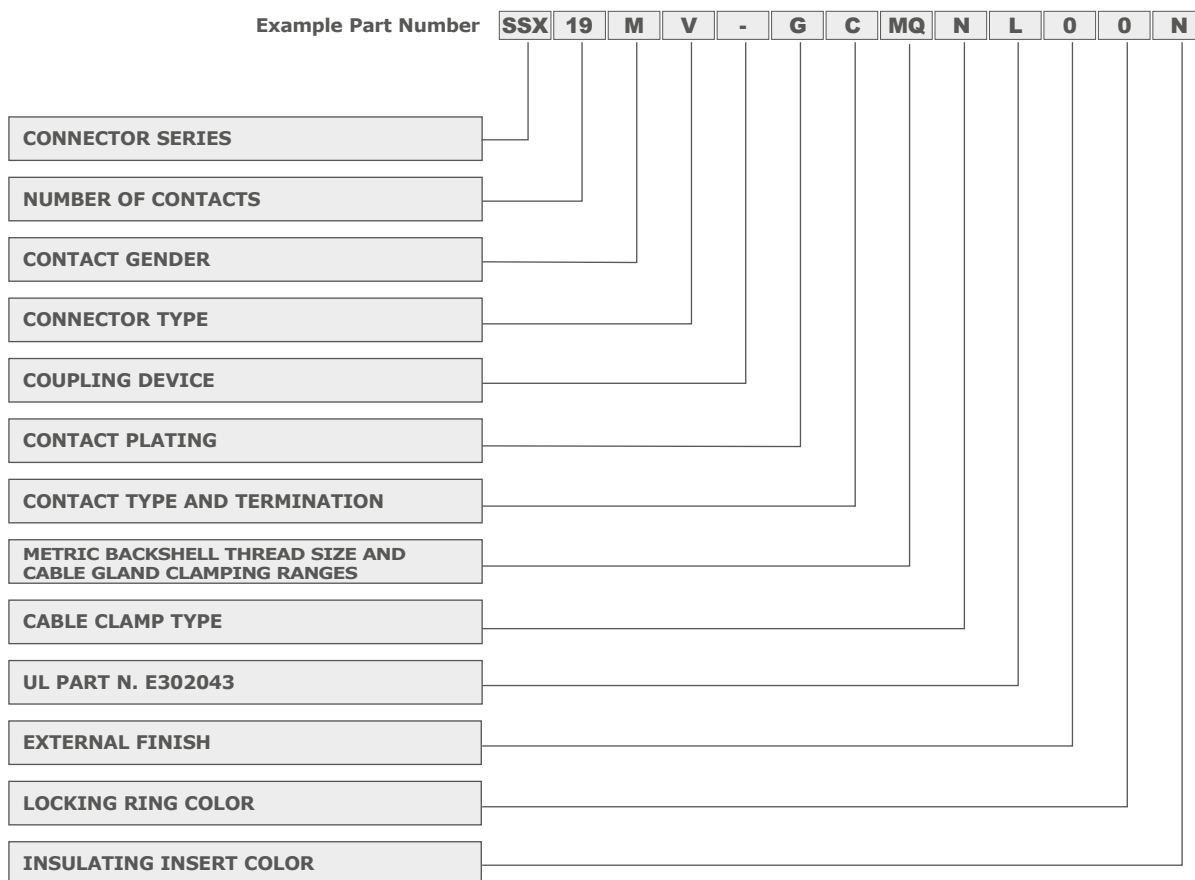 Example Part Number SSX 19 M V - G C MQ N L 0 0 N
CONNECTOR SERIES
NUMBER OF CONTACTS
CONTACT GENDER
CONNECTOR TYPE
COUPLING DEVICE
CONTACT PLATING
CONTACT TYPE AND TERMINATION
METRIC BACKSHELL THREAD SIZE AND
CABLE GLAND CLAMPING RANGES
CABLE CLAMP TYPE
UL PART N. E302043
EXTERNAL FINISH
LOCKING RING COLOR
INSULATING INSERT COLOR